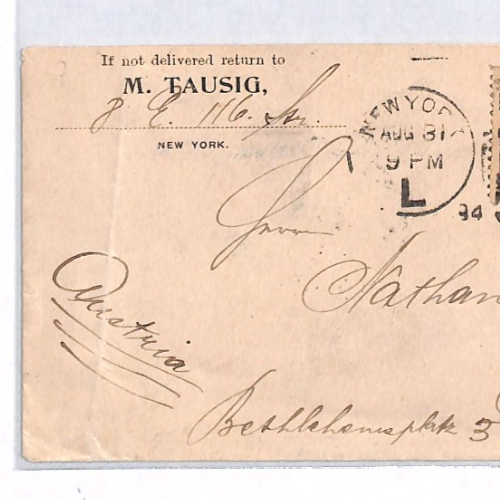 If not delivered return to
M. TAUSIG,
8 E. 116. Str.
NEW YORK.
NEW YORK
AUG 31
9 PM
L
94
Herrn
Nathan
Austria
Bethlehemsplatz 3